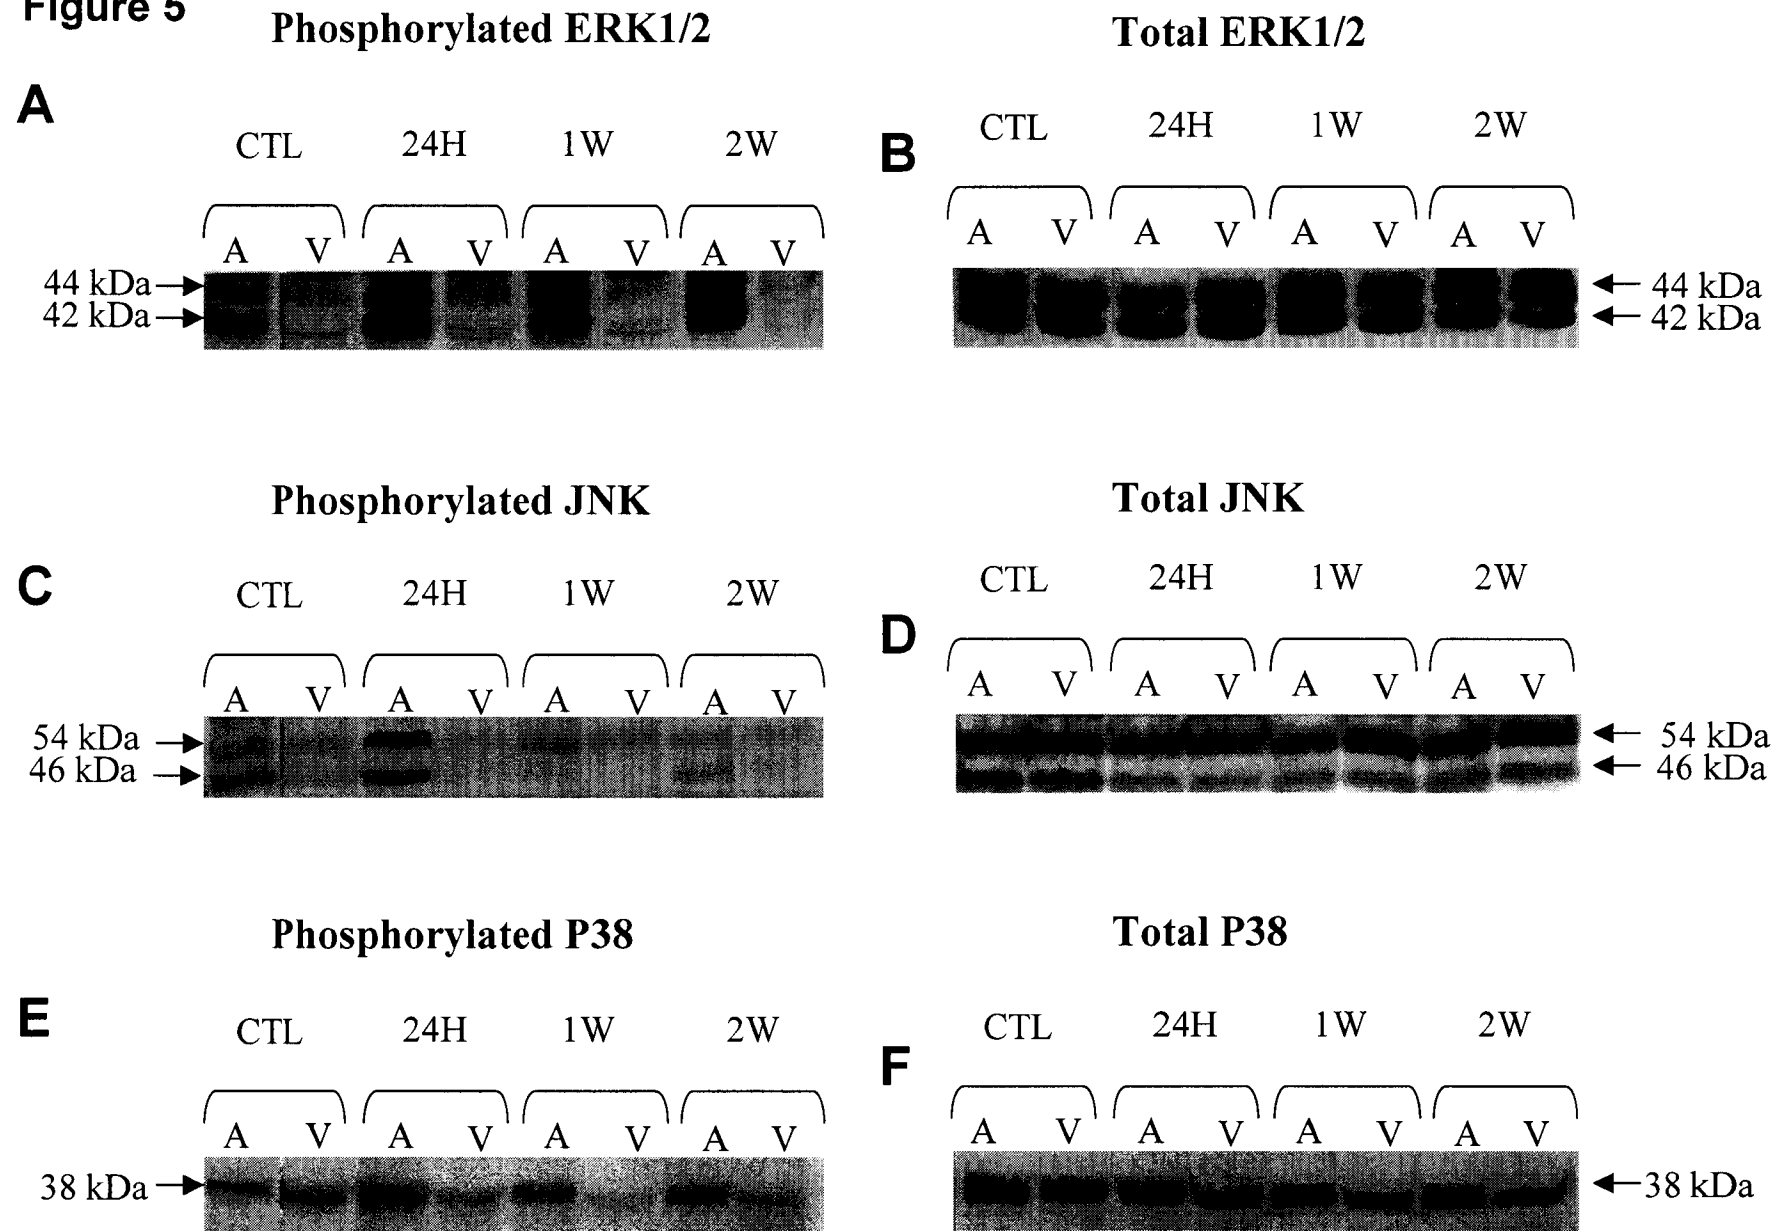 Figure 5
Phosphorylated ERK1/2
Total ERK1/2
A
CTL 24H 1W 2W
B
CTL 24H 1W 2W
A V A V A V A V
A V A V A V A V
44 kDa
42 kDa
44 kDa
42 kDa
Phosphorylated JNK
Total JNK
C
CTL 24H 1W 2W
D
CTL 24H 1W 2W
A V A V A V A V
A V A V A V A V
54 kDa
46 kDa
54 kDa
46 kDa
Phosphorylated P38
Total P38
E
CTL 24H 1W 2W
F
CTL 24H 1W 2W
A V A V A V A V
A V A V A V A V
38 kDa
38 kDa